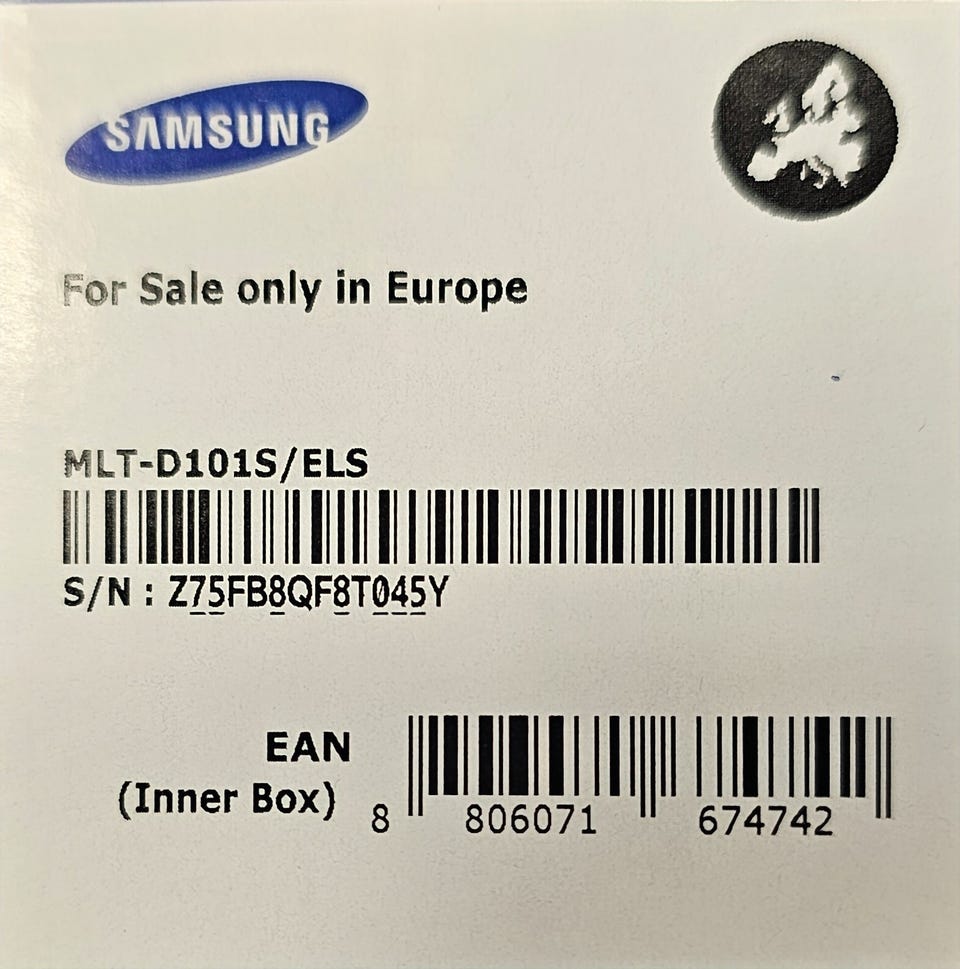 SAMSUNG
For Sale only in Europe
MLT-D101S/ELS
S/N : Z75FB8QF8T045Y
EAN
(Inner Box)
8 806071 674742